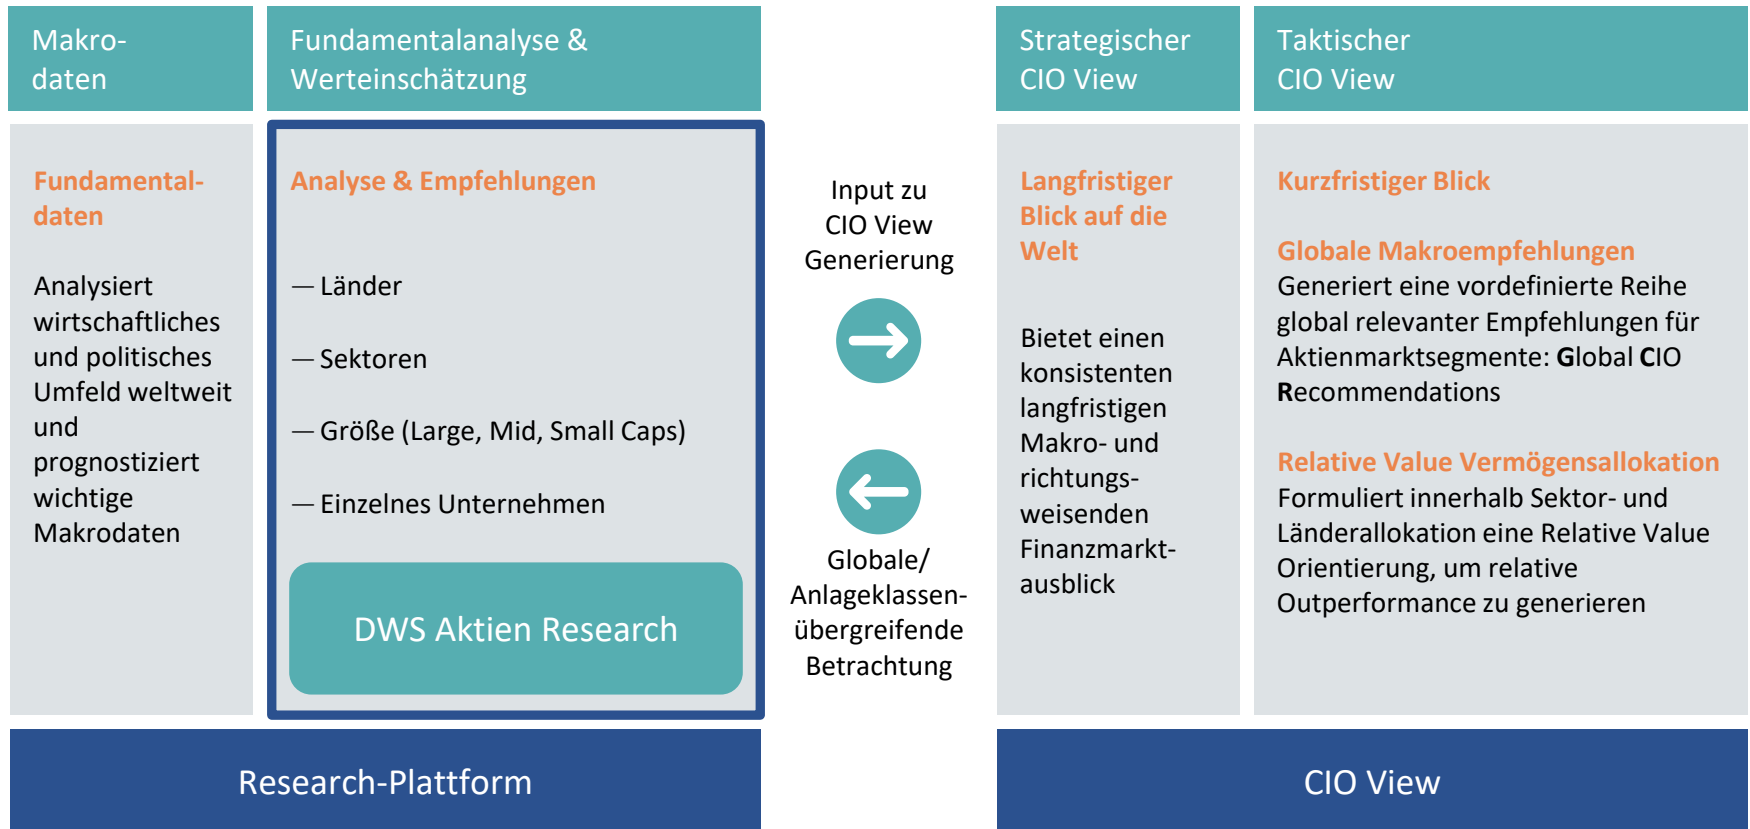 Makro-
daten
Fundamentalanalyse &
Werteinschätzung
Strategischer
CIO View
Taktischer
CIO View
Fundamental-
daten
Analysiert
wirtschaftliches
und politisches
Umfeld weltweit
und
prognostiziert
wichtige
Makrodaten
Analyse & Empfehlungen
— Länder
— Sektoren
— Größe (Large, Mid, Small Caps)
— Einzelnes Unternehmen
DWS Aktien Research
Input zu
CIO View
Generierung
Globale/
Anlageklassen-
übergreifende
Betrachtung
Langfristiger
Blick auf die
Welt
Bietet einen
konsistenten
langfristigen
Makro- und
richtungs-
weisenden
Finanzmarkt-
ausblick
Kurzfristiger Blick
Globale Makroempfehlungen
Generiert eine vordefinierte Reihe
global relevanter Empfehlungen für
Aktienmarktsegmente: Global CIO
Recommendations
Relative Value Vermögensallokation
Formuliert innerhalb Sektor- und
Länderallokation eine Relative Value
Orientierung, um relative
Outperformance zu generieren
Research-Plattform
CIO View